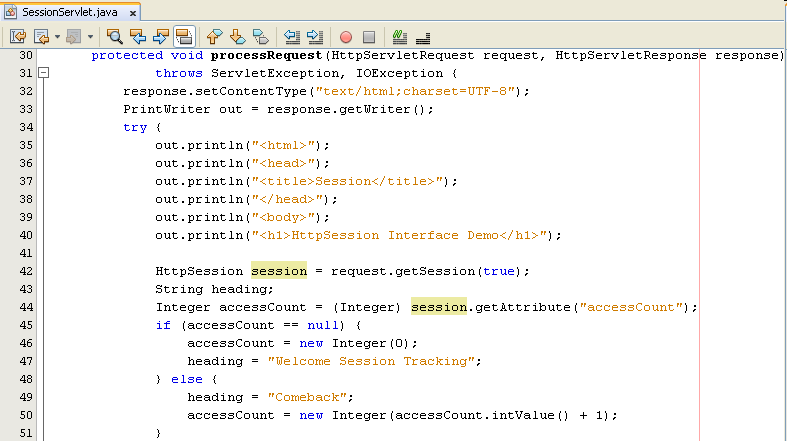 SessionServlet.java x
30 protected void processRequest(HttpServletRequest request, HttpServletResponse response)
31 throws ServletException, IOException {
32 response.setContentType("text/html;charset=UTF-8");
33 PrintWriter out = response.getWriter();
34 try {
35 out.println("<html>");
36 out.println("<head>");
37 out.println("<title>Session</title>");
38 out.println("</head>");
39 out.println("<body>");
40 out.println("<h1>HttpSession Interface Demo</h1>");
41
42 HttpSession session = request.getSession(true);
43 String heading;
44 Integer accessCount = (Integer) session.getAttribute("accessCount");
45 if (accessCount == null) {
46 accessCount = new Integer(0);
47 heading = "Welcome Session Tracking";
48 } else {
49 heading = "Comeback";
50 accessCount = new Integer(accessCount.intValue() + 1);
51 }